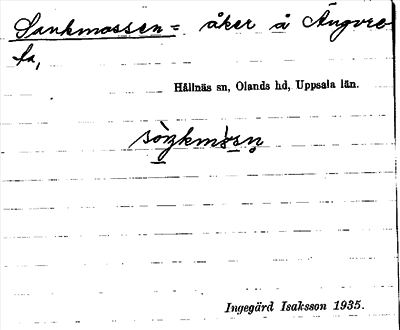 Sankmossen = åker å Ängvre-
ta,
Hållnäs sn, Olands hd, Uppsala län.
Ingegärd Isaksson 1935.